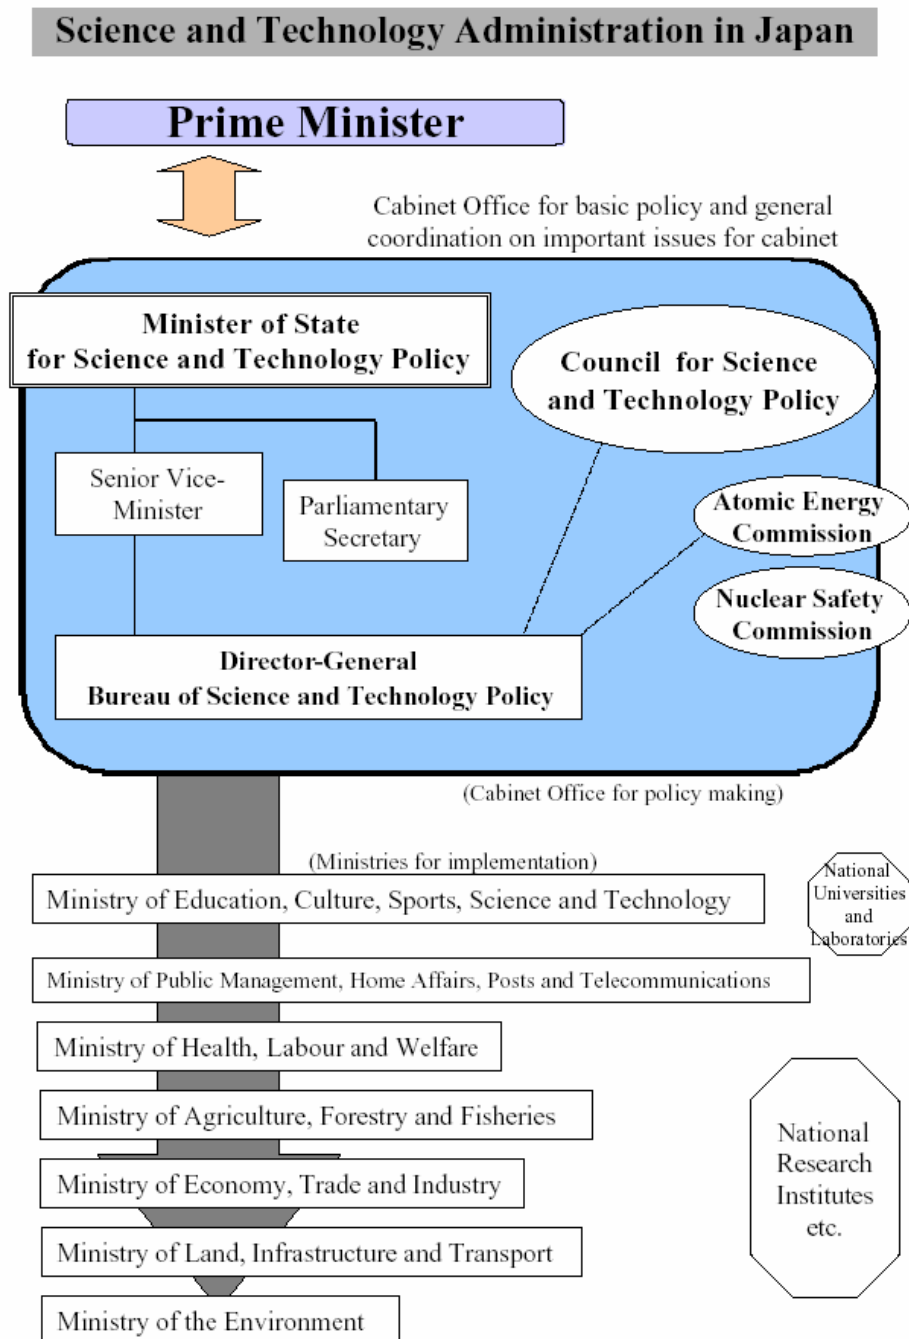 Science and Technology Administration in Japan
Prime Minister
Cabinet Office for basic policy and general
coordination on important issues for cabinet
Minister of State
for Science and Technology Policy
Council for Science
and Technology Policy
Senior Vice-
Minister
Parliamentary
Secretary
Atomic Energy
Commission
Nuclear Safety
Commission
Director-General
Bureau of Science and Technology Policy
(Cabinet Office for policy making)
(Ministries for implementation)
Ministry of Education, Culture, Sports, Science and Technology
National
Universities
and
Laboratories
Ministry of Public Management, Home Affairs, Posts and Telecommunications
Ministry of Health, Labour and Welfare
Ministry of Agriculture, Forestry and Fisheries
Ministry of Economy, Trade and Industry
National
Research
Institutes
etc.
Ministry of Land, Infrastructure and Transport
Ministry of the Environment